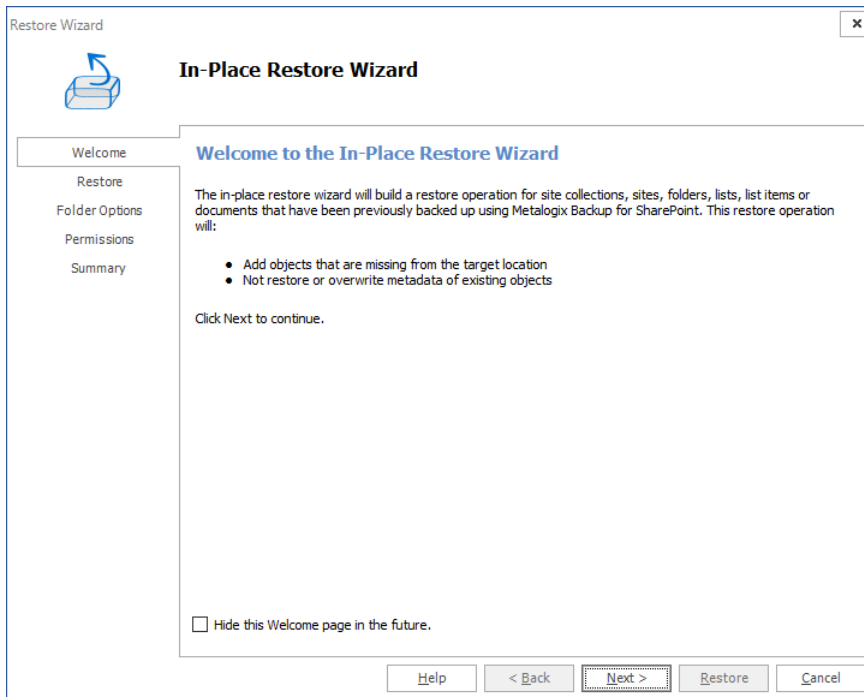 Restore Wizard
In-Place Restore Wizard
Welcome
Restore
Folder Options
Permissions
Summary
Welcome to the In-Place Restore Wizard
The in-place restore wizard will build a restore operation for site collections, sites, folders, lists, list items or
documents that have been previously backed up using Metalogix Backup for SharePoint. This restore operation
will:
● Add objects that are missing from the target location
● Not restore or overwrite metadata of existing objects
Click Next to continue.
Hide this Welcome page in the future.
Help < Back Next > Restore Cancel